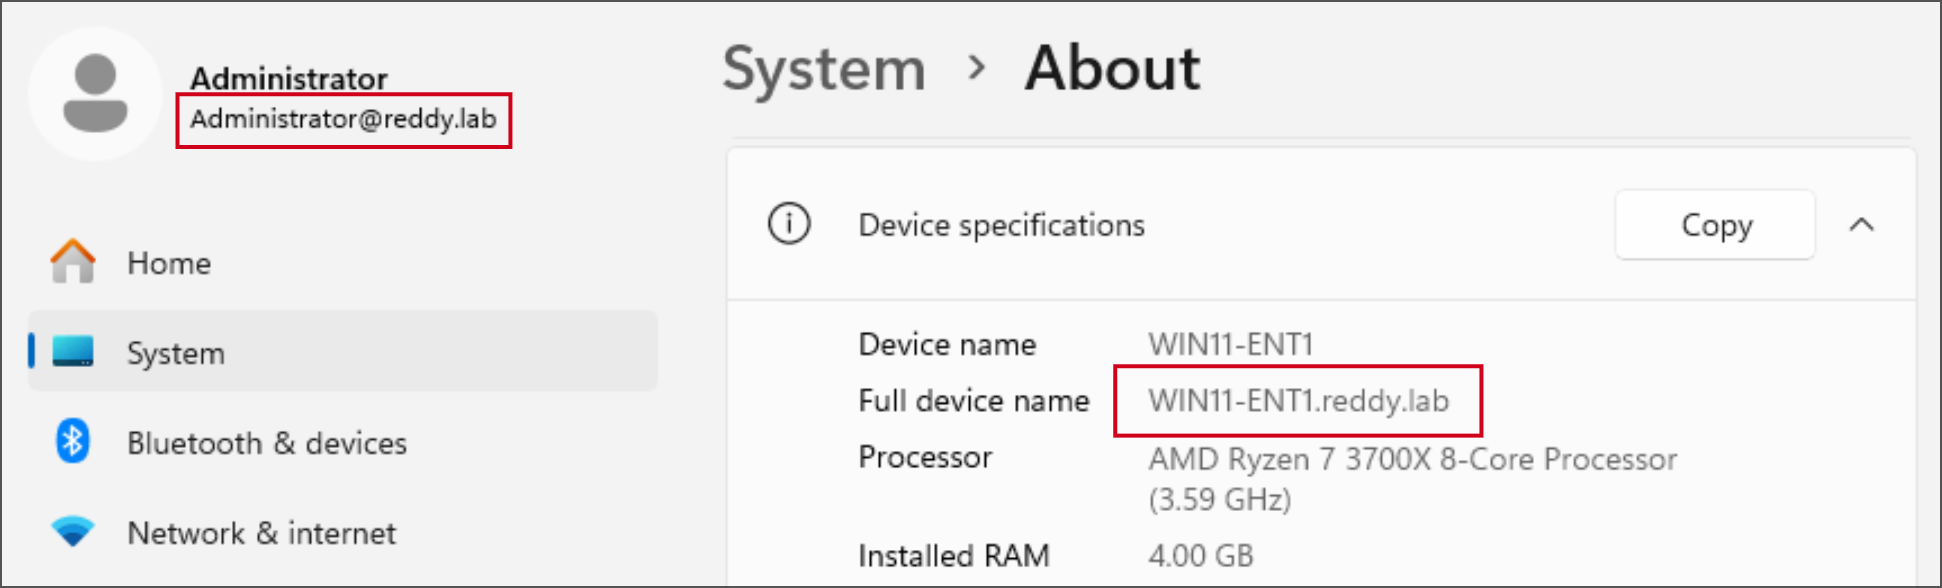 Administrator
Administrator@reddy.lab
Home
System
Bluetooth & devices
Network & internet
System > About
Device specifications
Copy
Device name WIN11-ENT1
Full device name WIN11-ENT1.reddy.lab
Processor AMD Ryzen 7 3700X 8-Core Processor
(3.59 GHz)
Installed RAM 4.00 GB